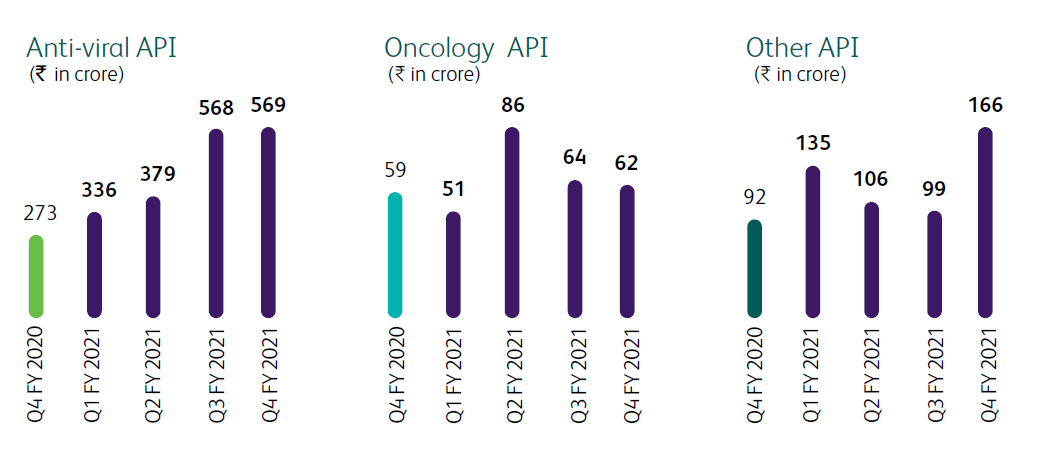 Anti-viral API
(₹ in crore)
273
336
379
568
569
Q4 FY 2020
Q1 FY 2021
Q2 FY 2021
Q3 FY 2021
Q4 FY 2021
Oncology API
(₹ in crore)
59
51
86
64
62
Q4 FY 2020
Q1 FY 2021
Q2 FY 2021
Q3 FY 2021
Q4 FY 2021
Other API
(₹ in crore)
92
135
106
99
166
Q4 FY 2020
Q1 FY 2021
Q2 FY 2021
Q3 FY 2021
Q4 FY 2021